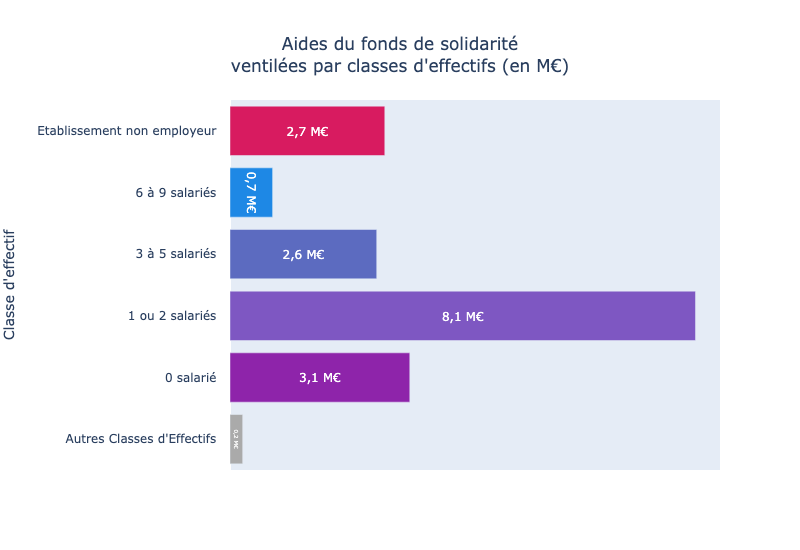 Aides du fonds de solidarité
ventilées par classes d'effectifs (en M€)
Classe d'effectif
Etablissement non employeur
2,7 M€
6 à 9 salariés
0,7 M€
3 à 5 salariés
2,6 M€
1 ou 2 salariés
8,1 M€
0 salarié
3,1 M€
Autres Classes d'Effectifs
0,2 M€